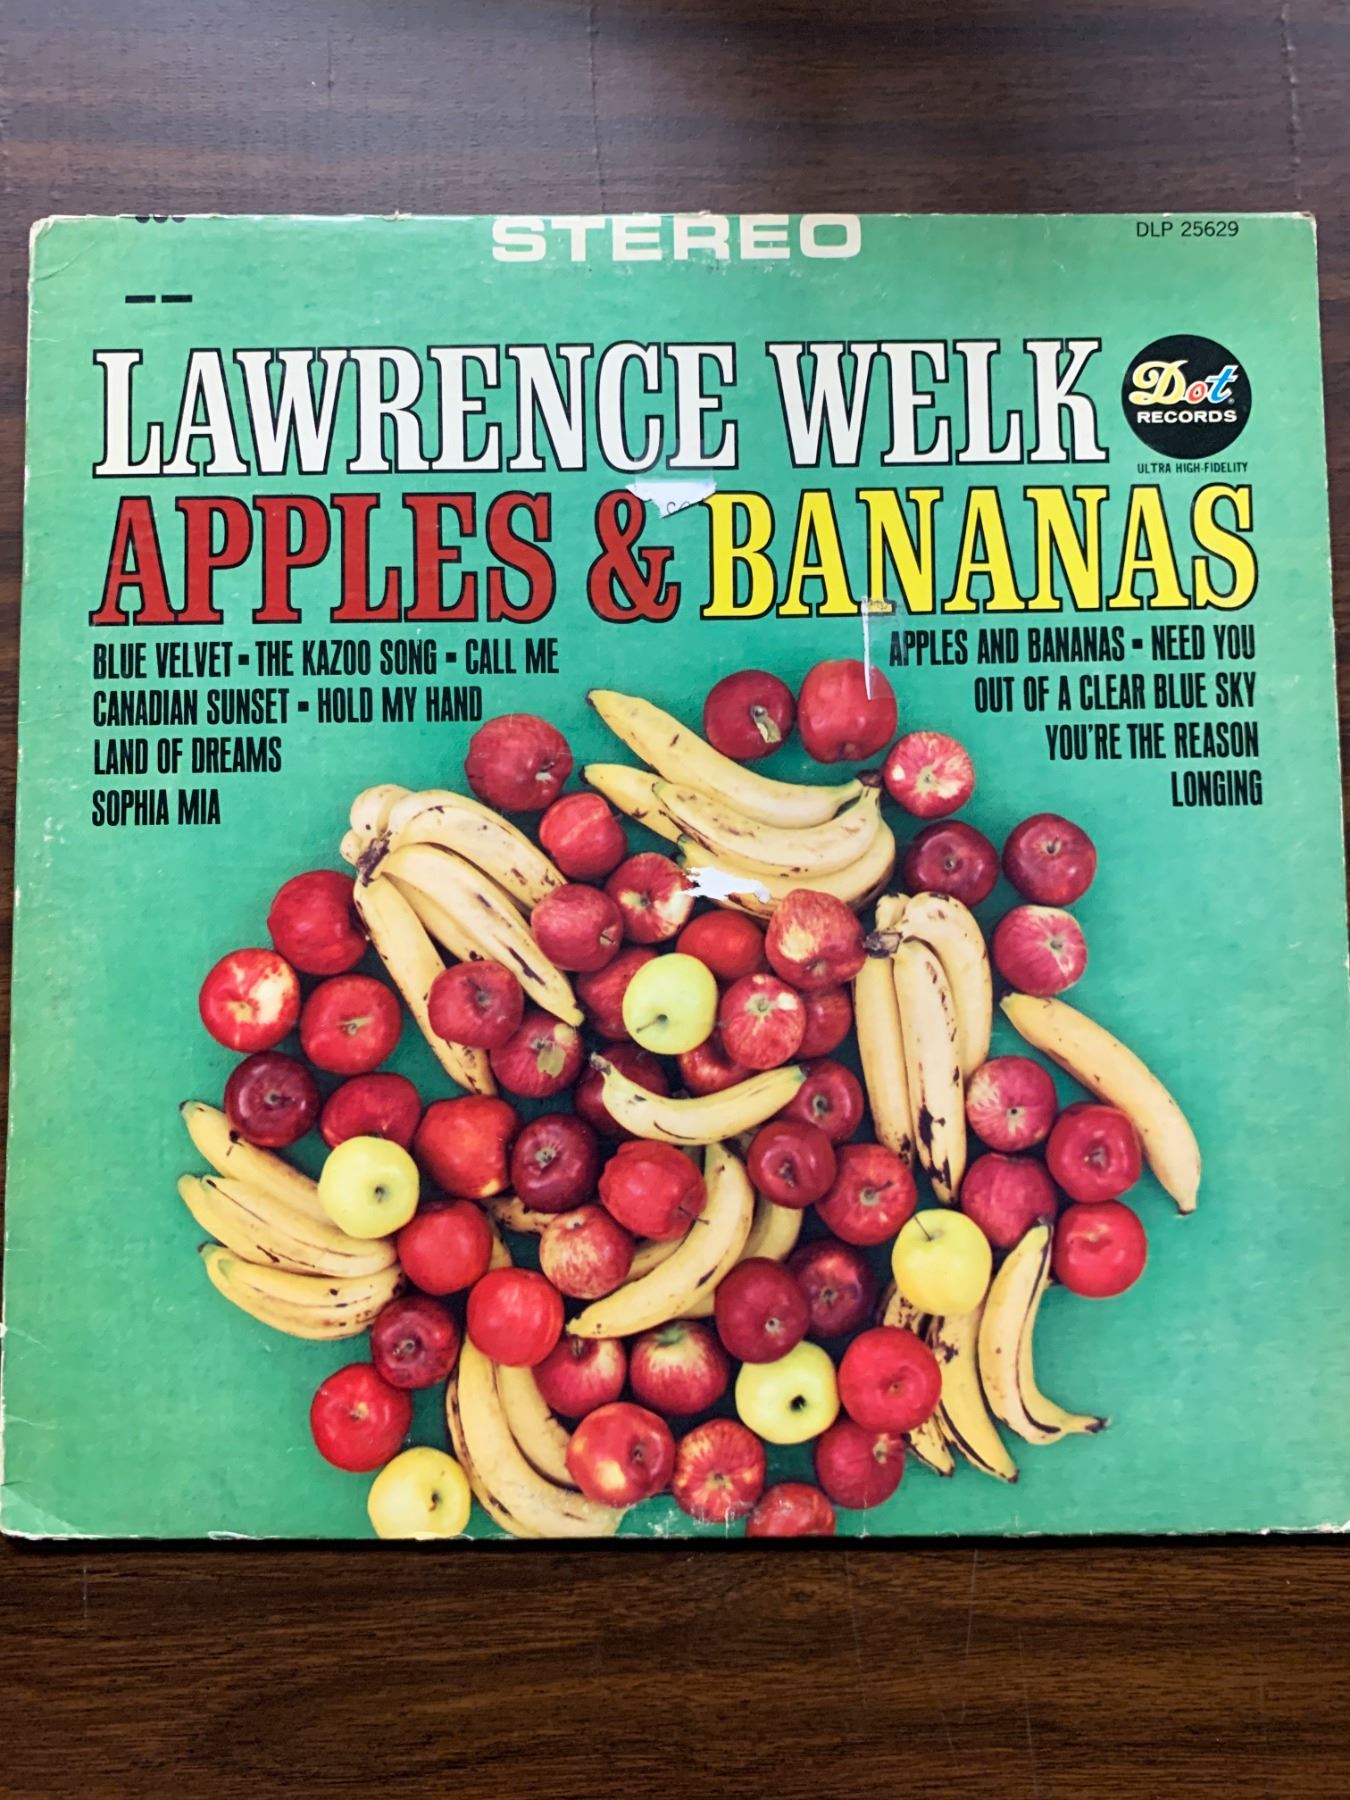 STEREO
DLP 25629
LAWRENCE WELK
Dot
RECORDS
ULTRA HIGH-FIDELITY
APPLES & BANANAS
BLUE VELVET ▪ THE KAZOO SONG ▪ CALL ME
CANADIAN SUNSET ▪ HOLD MY HAND
LAND OF DREAMS
SOPHIA MIA
APPLES AND BANANAS ▪ NEED YOU
OUT OF A CLEAR BLUE SKY
YOU'RE THE REASON
LONGING